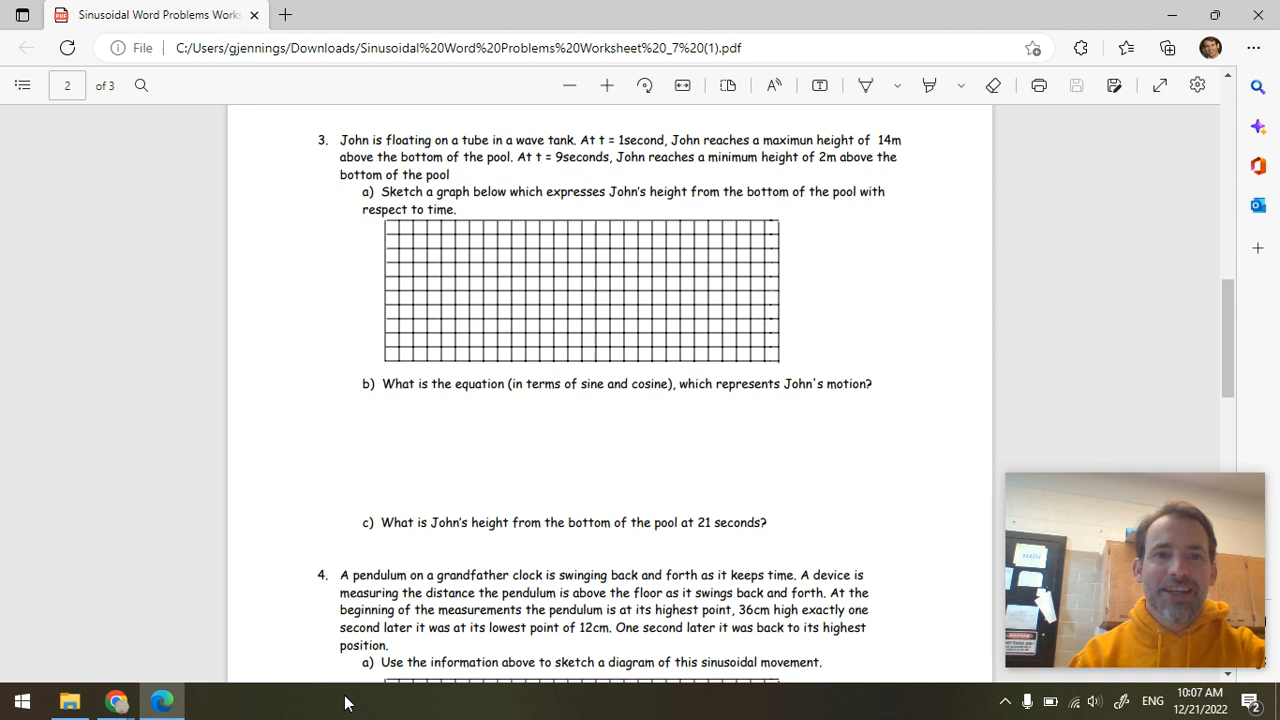 Sinusoidal Word Problems Works
File
C:/Users/gjennings/Downloads/Sinusoidal%20Word%20Problems%20Worksheet%20_7%20(1).pdf
2 of 3
3. John is floating on a tube in a wave tank. At t = 1second, John reaches a maximun height of 14m
above the bottom of the pool. At t = 9seconds, John reaches a minimum height of 2m above the
bottom of the pool
a) Sketch a graph below which expresses John's height from the bottom of the pool with
respect to time.
b) What is the equation (in terms of sine and cosine), which represents John's motion?
c) What is John's height from the bottom of the pool at 21 seconds?
4. A pendulum on a grandfather clock is swinging back and forth as it keeps time. A device is
measuring the distance the pendulum is above the floor as it swings back and forth. At the
beginning of the measurements the pendulum is at its highest point, 36cm high exactly one
second later it was at its lowest point of 12cm. One second later it was back to its highest
position.
a) Use the information above to sketch a diagram of this sinusoidal movement.
MATH
ENG
10:07 AM
12/21/2022
2